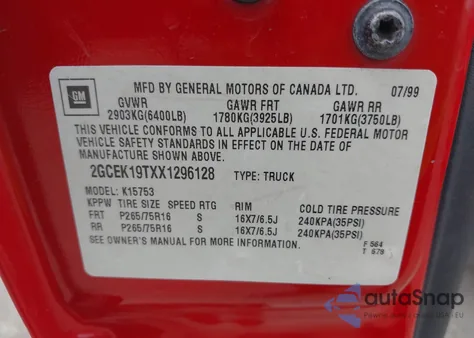 MFD BY GENERAL MOTORS OF CANADA LTD. 07/99
GM
GVWR GAWR FRT GAWR RR
2903KG(6400LB) 1780KG(3925LB) 1701KG(3750LB)
THIS VEHICLE CONFORMS TO ALL APPLICABLE U.S. FEDERAL MOTOR
VEHICLE SAFETY STANDARDS IN EFFECT ON THE DATE OF
MANUFACTURE SHOWN ABOVE.
2GCEK19TXX1296128 TYPE: TRUCK
MODEL: K15753
KPPW TIRE SIZE SPEED RTG RIM COLD TIRE PRESSURE
FRT P265/75R16 S 16X7/6.5J 240KPA(35PSI)
RR P265/75R16 S 16X7/6.5J 240KPA(35PSI)
SEE OWNER'S MANUAL FOR MORE INFORMATION.
F 564
T 679
autoSnap